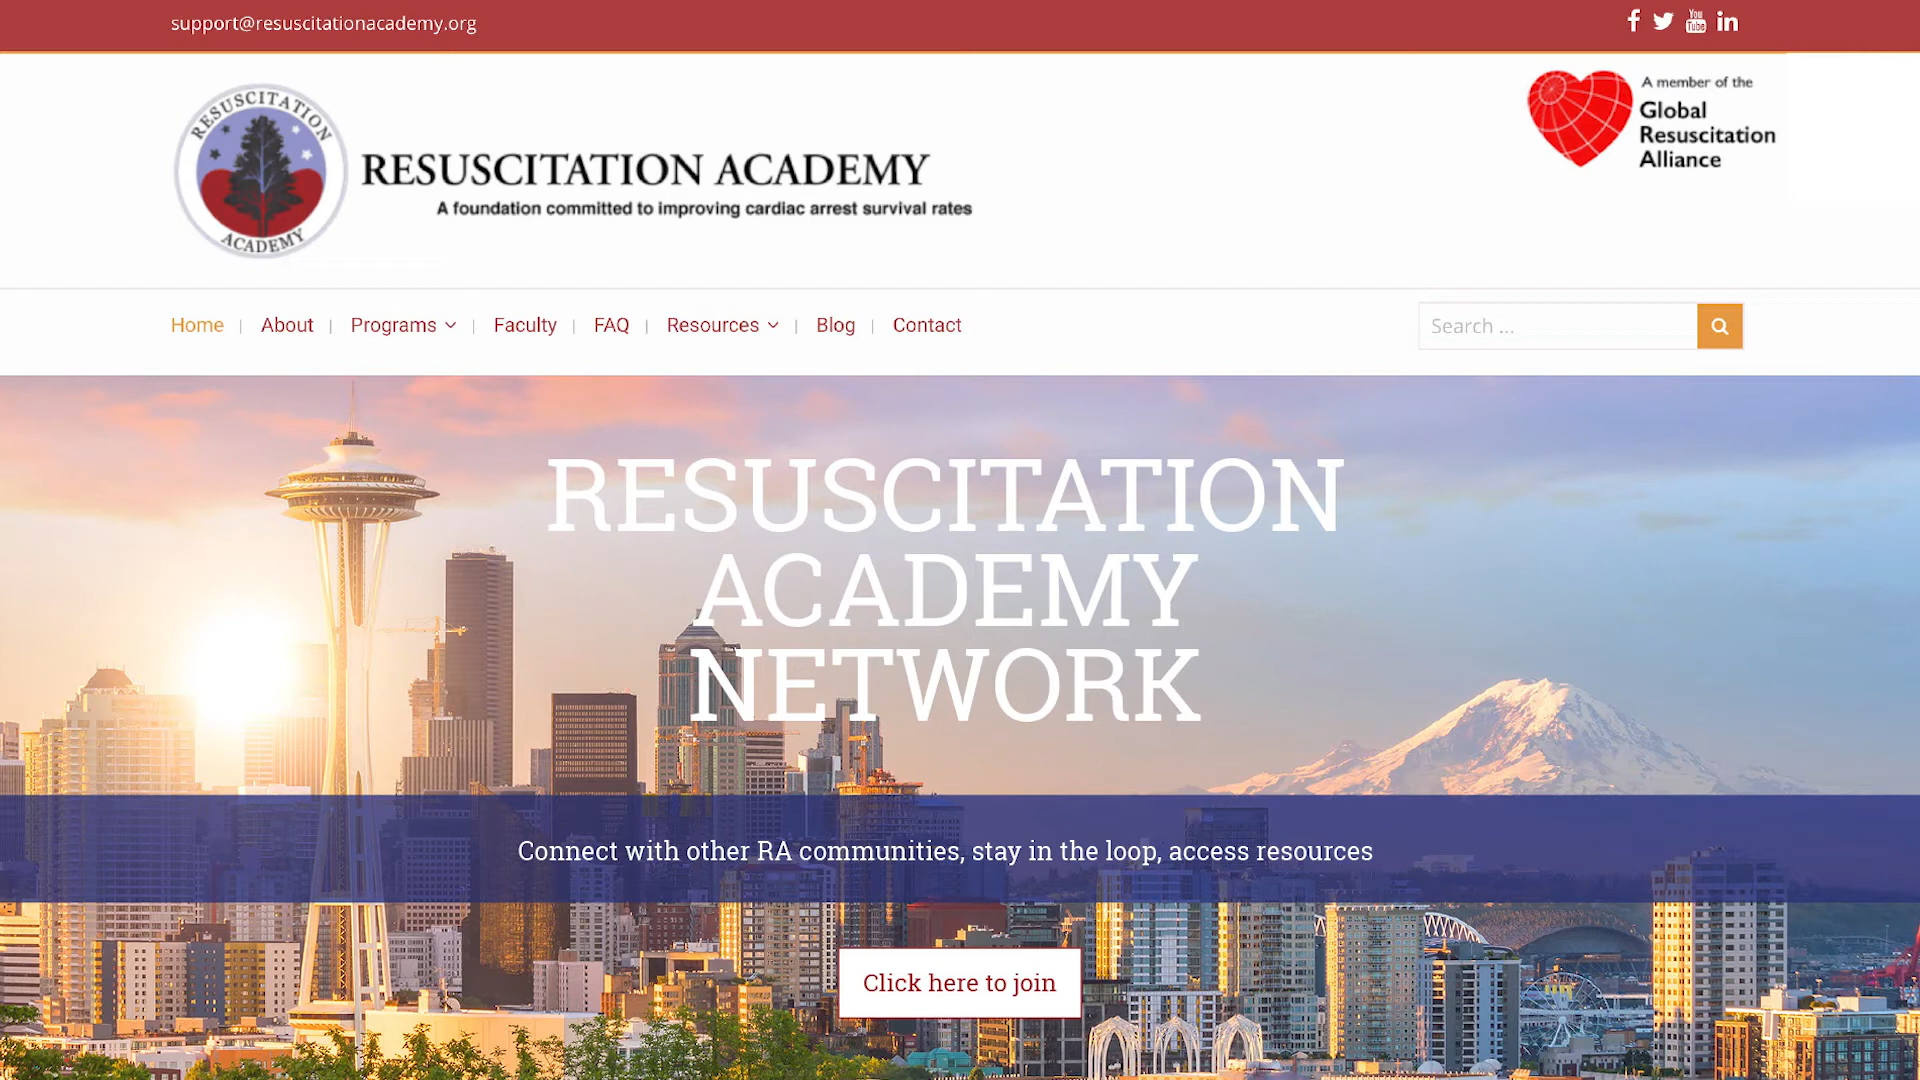 support@resuscitationacademy.org
You
Tube
RESUSCITATION
ACADEMY
RESUSCITATION ACADEMY
A foundation committed to improving cardiac arrest survival rates
A member of the
Global
Resuscitation
Alliance
Home | About | Programs | Faculty | FAQ | Resources | Blog | Contact
Search ...
RESUSCITATION
ACADEMY
NETWORK
Connect with other RA communities, stay in the loop, access resources
Click here to join